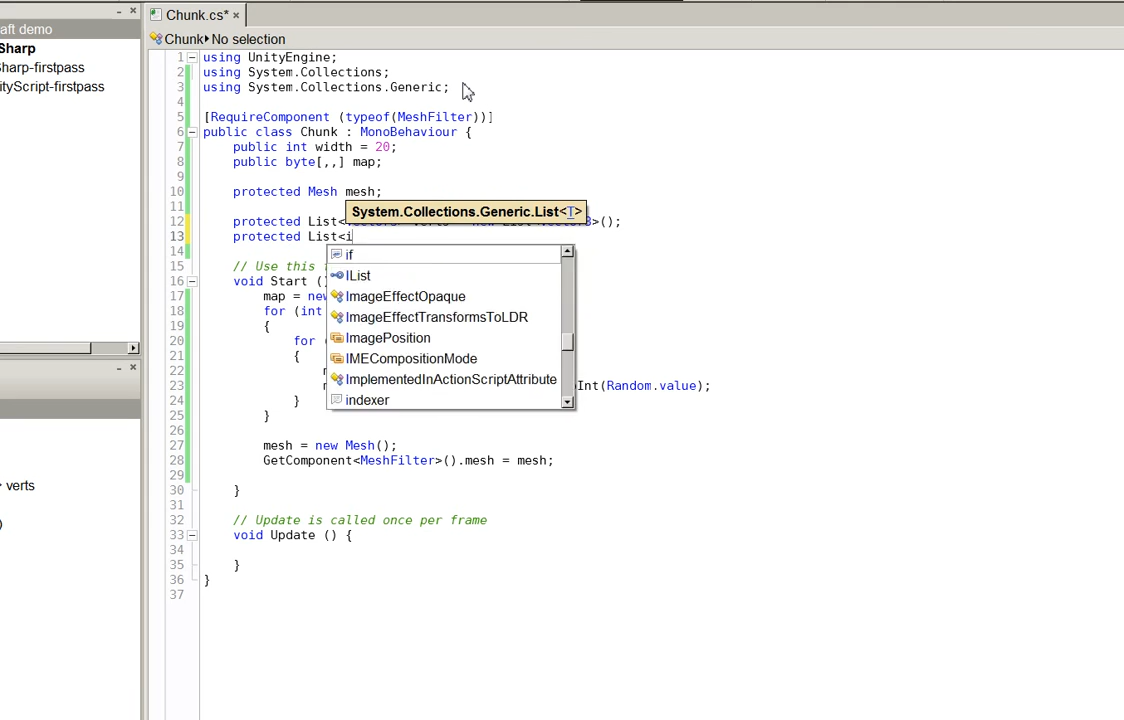 aft demo
Sharp
harp-firstpass
ityScript-firstpass
verts
)
Chunk.cs*
Chunk No selection
1 using UnityEngine;
2 using System.Collections;
3 using System.Collections.Generic;
4
5 [RequireComponent (typeof(MeshFilter))]
6 public class Chunk : MonoBehaviour {
7 public int width = 20;
8 public byte[,,] map;
9
10 protected Mesh mesh;
11
System.Collections.Generic.List<T>
12 protected List< >();
13 protected List<i
14
if
IList
ImageEffectOpaque
ImageEffectTransformsToLDR
ImagePosition
IMECompositionMode
ImplementedInActionScriptAttribute
indexer
15 // Use this
16 void Start (
17 map = new
18 for (int
19 {
20 for
21 {
22
23 Int(Random.value);
24 }
25 }
26
27 mesh = new Mesh();
28 GetComponent<MeshFilter>().mesh = mesh;
29
30 }
31
32 // Update is called once per frame
33 void Update () {
34
35 }
36 }
37